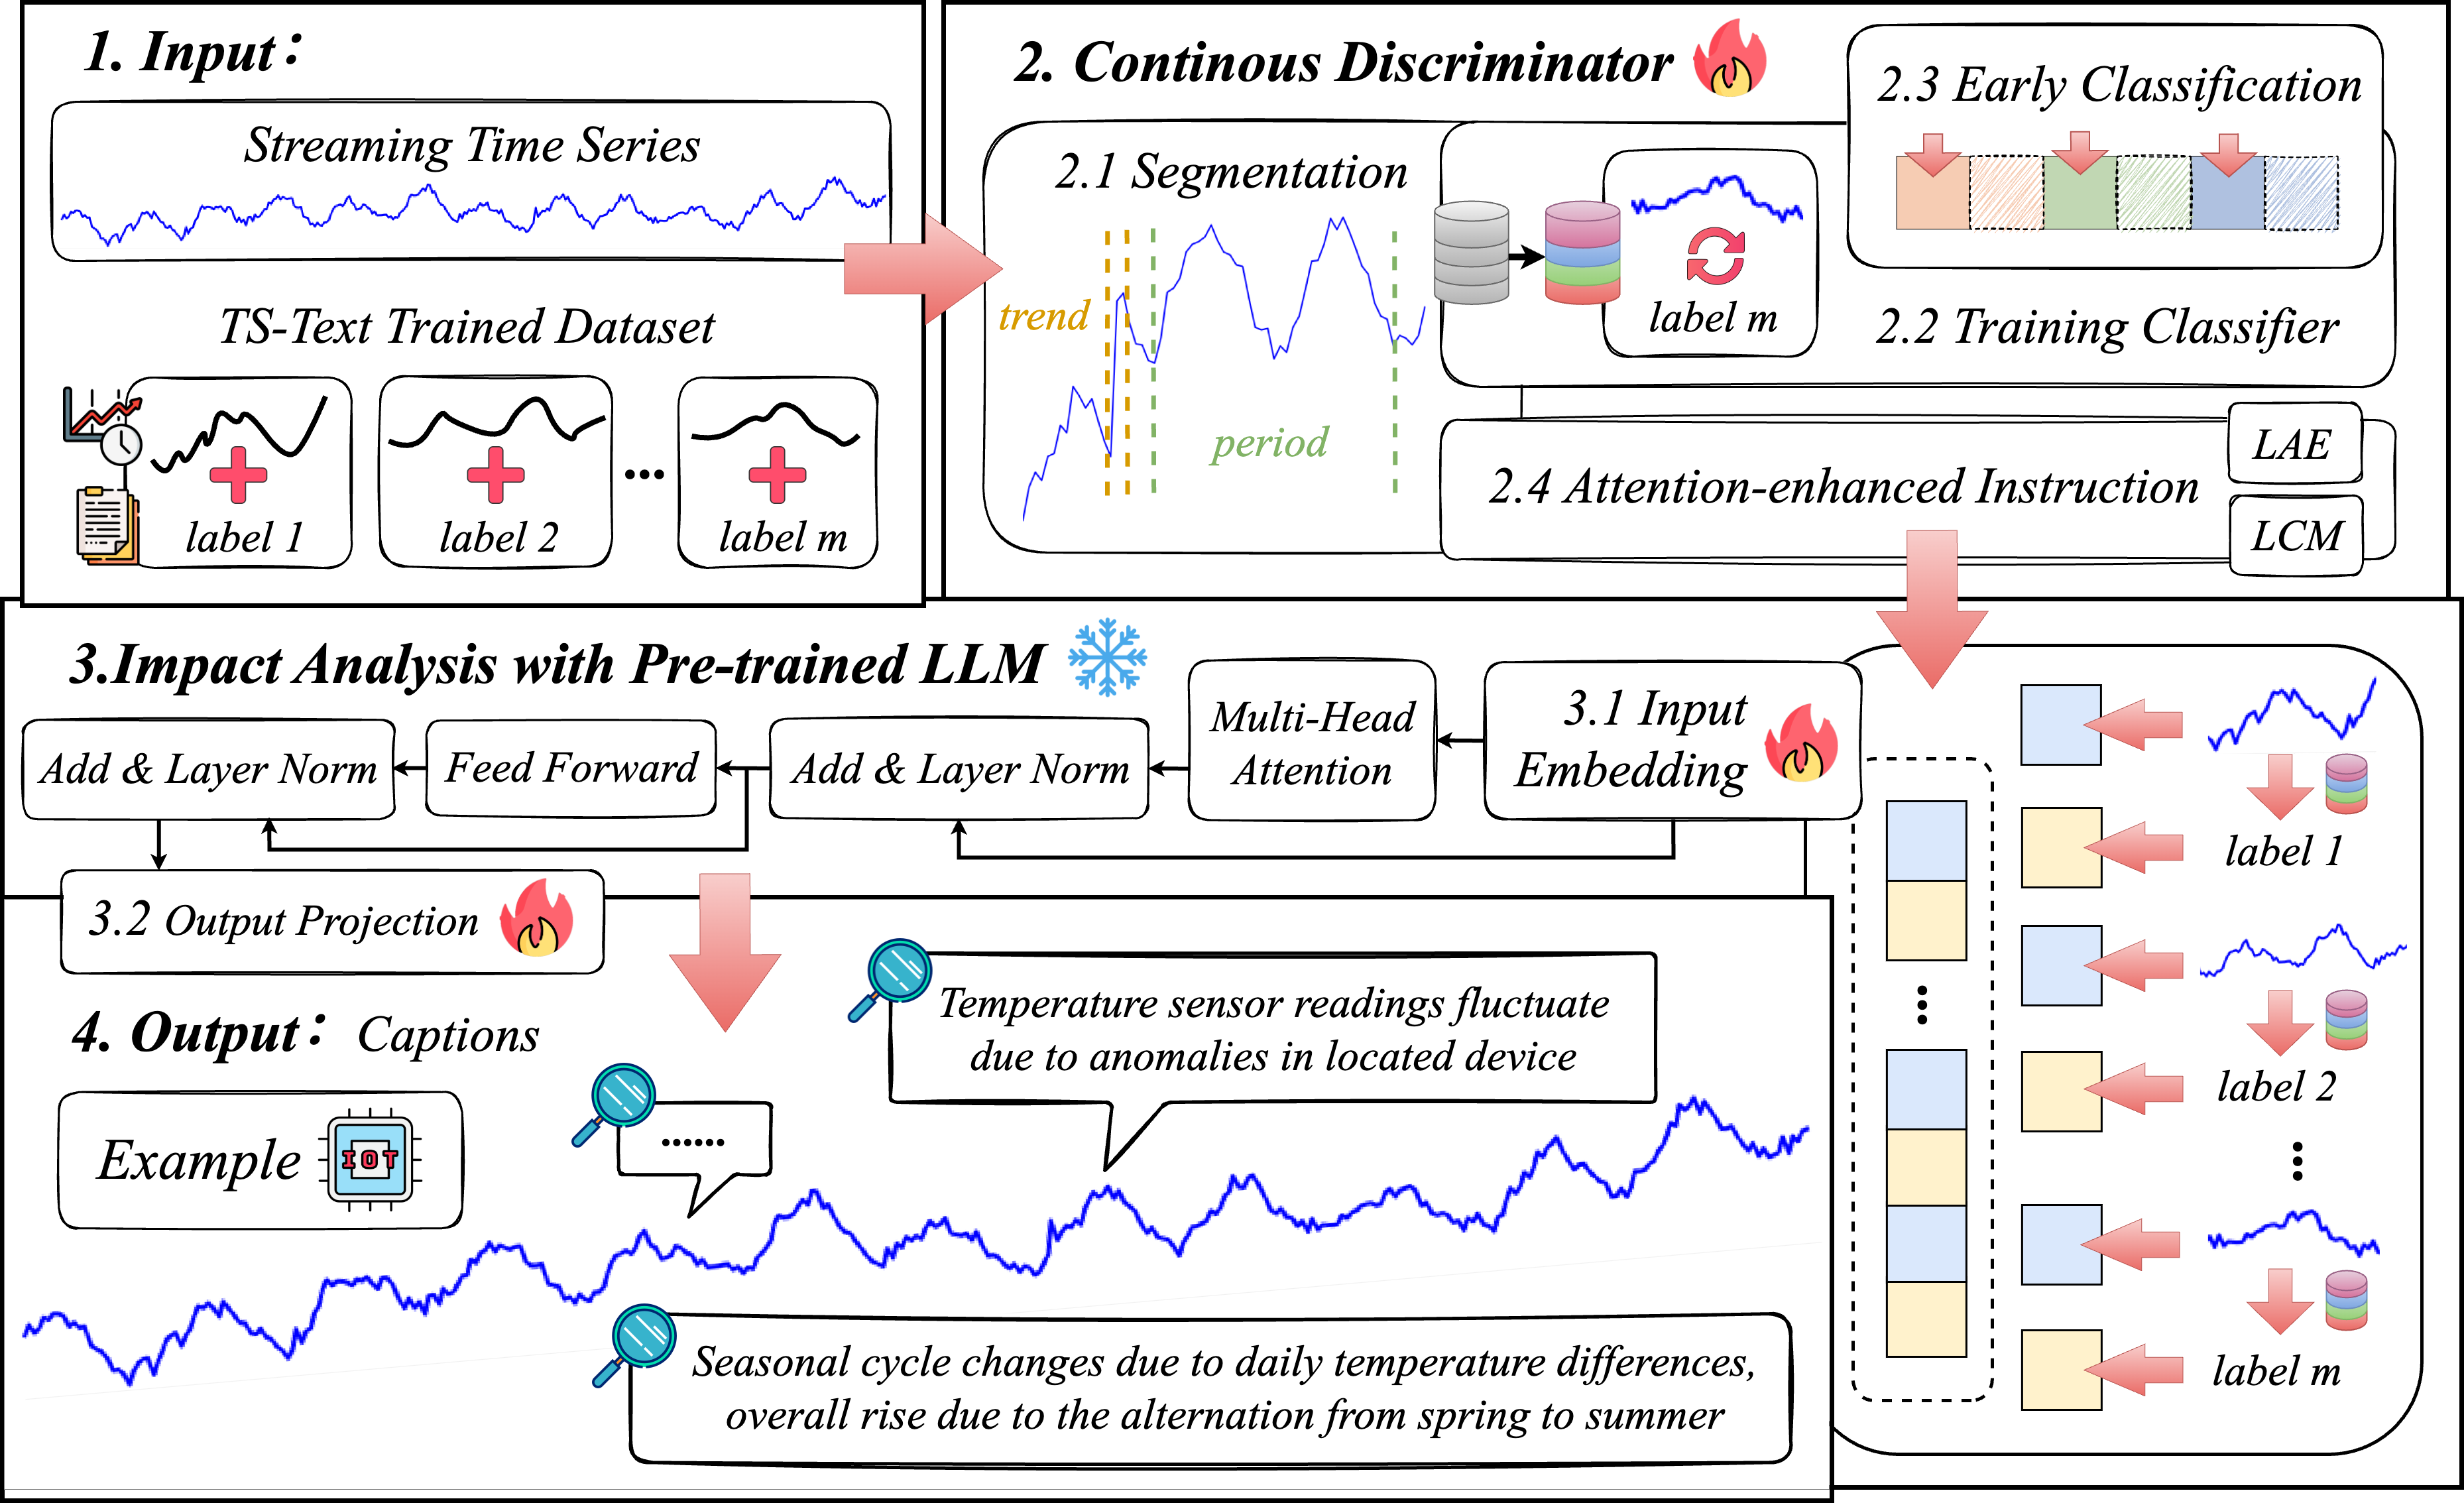 1. Input：
Streaming Time Series
TS-Text Trained Dataset
label 1
label 2
...
label m
2. Continous Discriminator
2.1 Segmentation
trend
period
label m
2.3 Early Classification
2.2 Training Classifier
2.4 Attention-enhanced Instruction
LAE
LCM
3.Impact Analysis with Pre-trained LLM
Add & Layer Norm
Feed Forward
Add & Layer Norm
Multi-Head
Attention
3.1 Input
Embedding
3.2 Output Projection
label 1
label 2
label m
4. Output： Captions
Example
IOT
......
Temperature sensor readings fluctuate
due to anomalies in located device
Seasonal cycle changes due to daily temperature differences,
overall rise due to the alternation from spring to summer